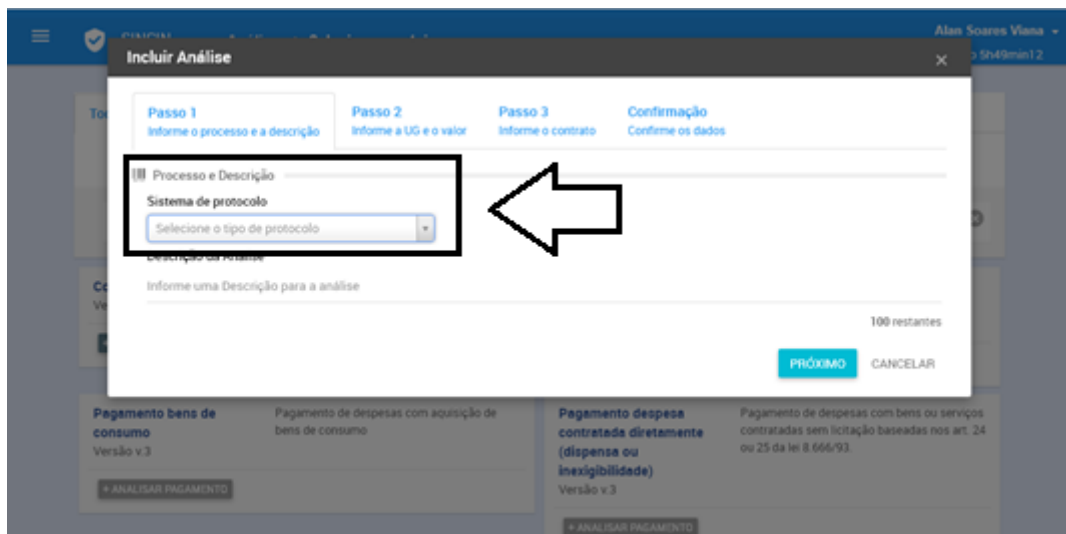 Alan Soares Viana
5h49min12
Incluir Análise
Passo 1
Informe o processo e a descrição
Passo 2
Informe a UG e o valor
Passo 3
Informe o contrato
Confirmação
Confirme os dados
Processo e Descrição
Sistema de protocolo
Selecione o tipo de protocolo
Descrição da Análise
Informe uma Descrição para a análise
100 restantes
PRÓXIMO
CANCELAR
Pagamento bens de
consumo
Versão v.3
Pagamento de despesas com aquisição de
bens de consumo
+ ANALISAR PAGAMENTO
Pagamento despesa
contratada diretamente
(dispensa ou
inexigibilidade)
Versão v.3
Pagamento de despesas com bens ou serviços
contratadas sem licitação baseadas nos art. 24
ou 25 da lei 8.666/93.
+ ANALISAR PAGAMENTO